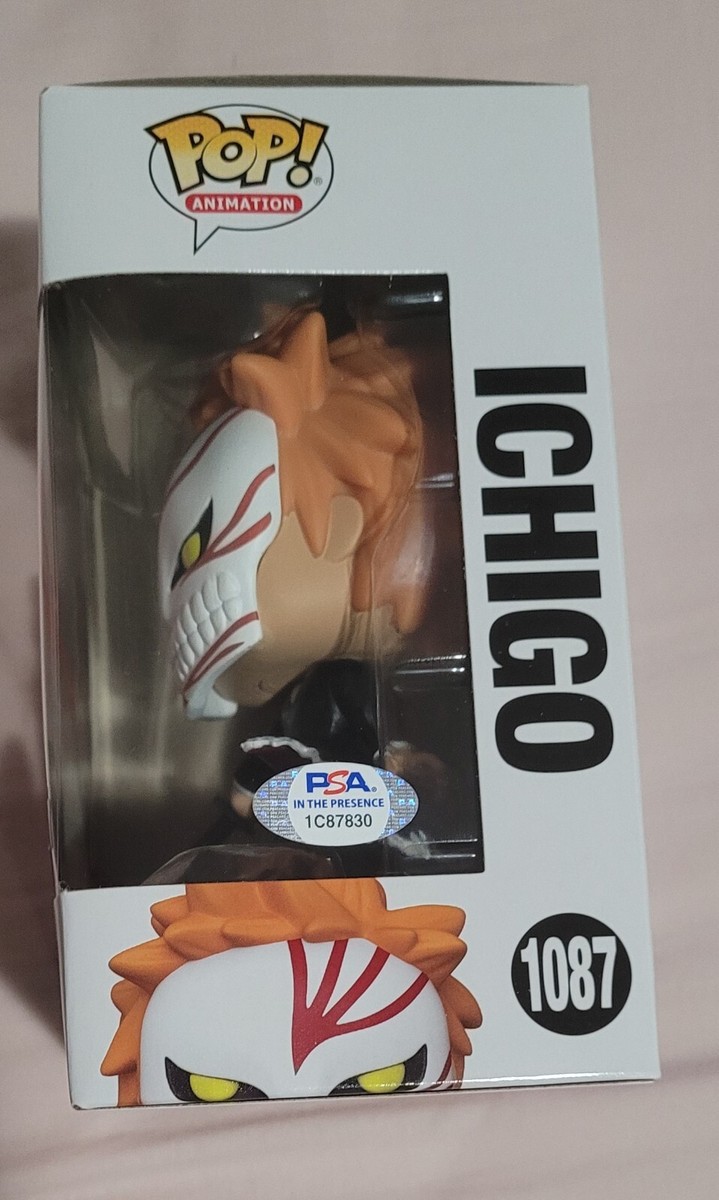 POP!
ANIMATION
ICHIGO
PSA
IN THE PRESENCE
1C87830
1087